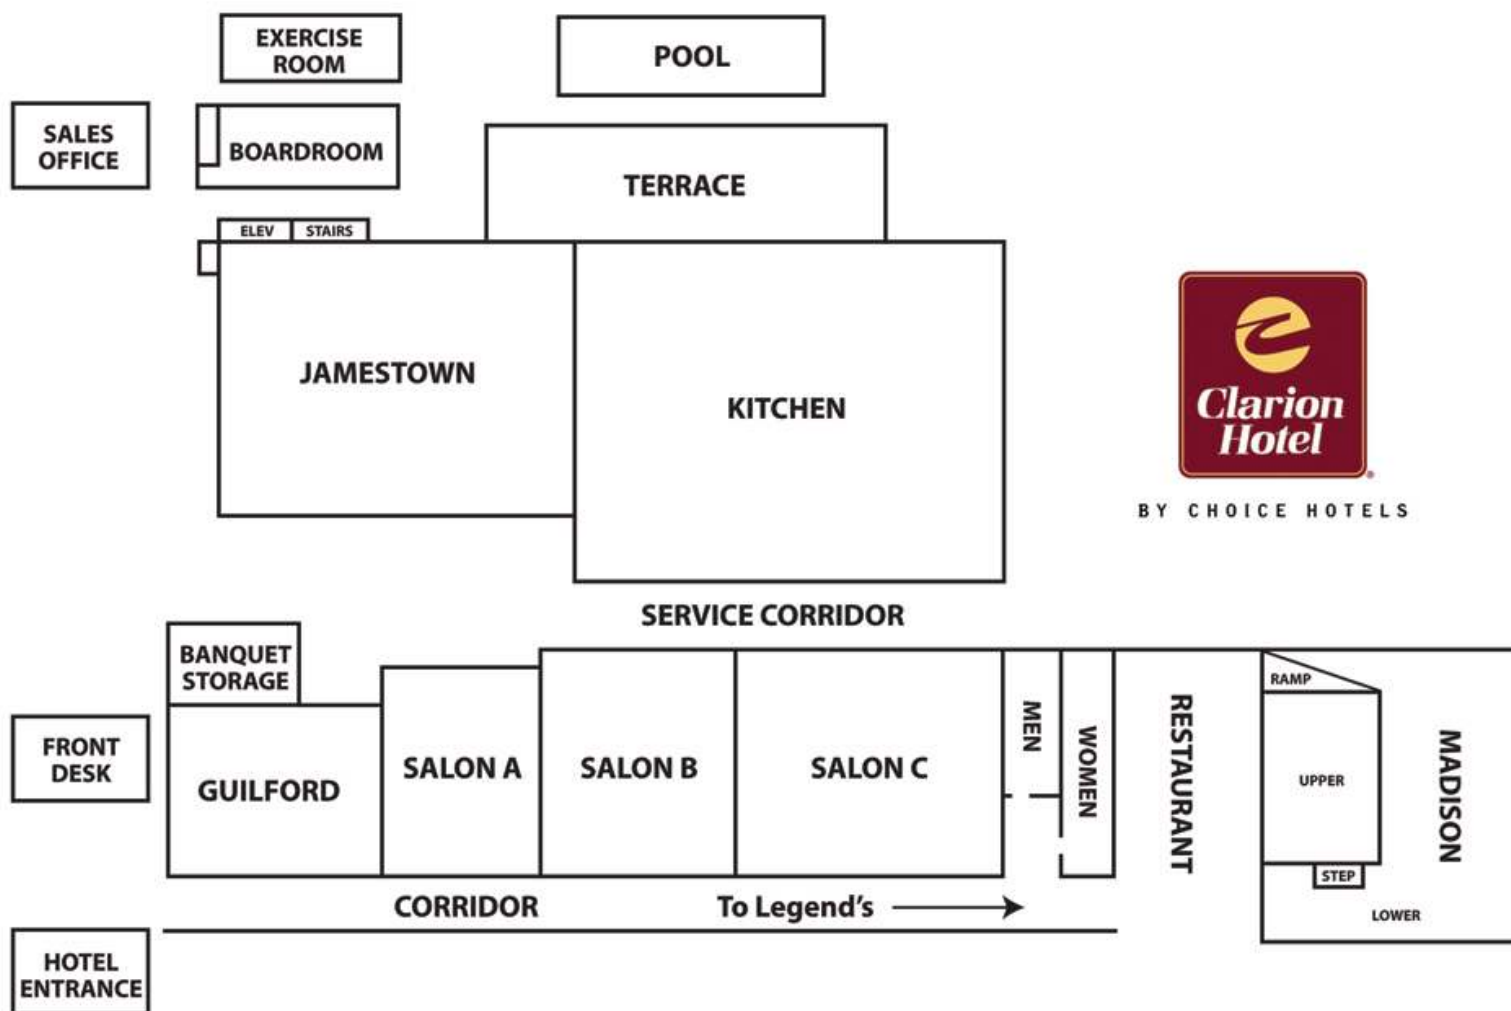 EXERCISE
ROOM
POOL
SALES
OFFICE
BOARDROOM
TERRACE
ELEV
STAIRS
JAMESTOWN
KITCHEN
Clarion
Hotel
®
BY CHOICE HOTELS
SERVICE CORRIDOR
BANQUET
STORAGE
FRONT
DESK
GUILFORD
SALON A
SALON B
SALON C
MEN
WOMEN
RESTAURANT
RAMP
UPPER
STEP
LOWER
MADISON
CORRIDOR
To Legend's
HOTEL
ENTRANCE